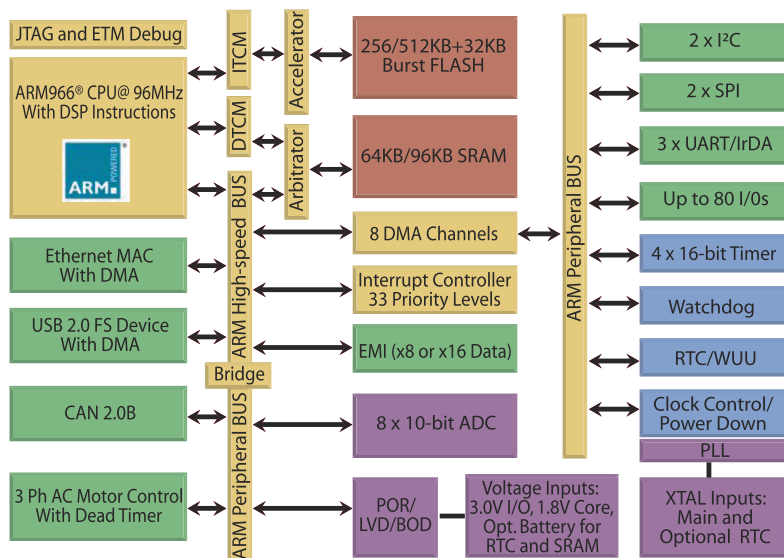 JTAG and ETM Debug
ARM966® CPU@ 96MHz
With DSP Instructions
ARM
POWERED
Ethernet MAC
With DMA
USB 2.0 FS Device
With DMA
CAN 2.0B
3 Ph AC Motor Control
With Dead Timer
ITCM
DTCM
ARM High-speed BUS
Bridge
ARM Peripheral BUS
Accelerator
Arbitrator
256/512KB+32KB
Burst FLASH
64KB/96KB SRAM
8 DMA Channels
Interrupt Controller
33 Priority Levels
EMI (x8 or x16 Data)
8 x 10-bit ADC
POR/
LVD/BOD
Voltage Inputs:
3.0V I/O, 1.8V Core,
Opt. Battery for
RTC and SRAM
ARM Peripheral BUS
2 x I²C
2 x SPI
3 x UART/IrDA
Up to 80 I/0s
4 x 16-bit Timer
Watchdog
RTC/WUU
Clock Control/
Power Down
PLL
XTAL Inputs:
Main and
Optional RTC